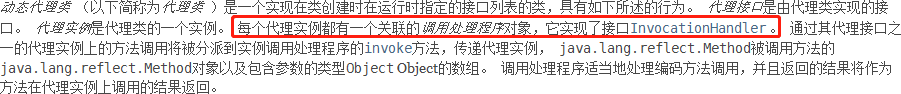 动态代理类 （以下简称为代理类 ）是一个实现在类创建时在运行时指定的接口列表的类，具有如下所述的行为。 代理接口是由代理类实现的接
口。 代理实例是代理类的一个实例。 每个代理实例都有一个关联的调用处理程序对象，它实现了接口InvocationHandler 。 通过其代理接口之
一的代理实例上的方法调用将被分派到实例调用处理程序的invoke方法，传递代理实例， java.lang.reflect.Method被调用方法的
java.lang.reflect.Method对象以及包含参数的类型Object Object的数组。 调用处理程序适当地处理编码方法调用，并且返回的结果将作为
方法在代理实例上调用的结果返回。